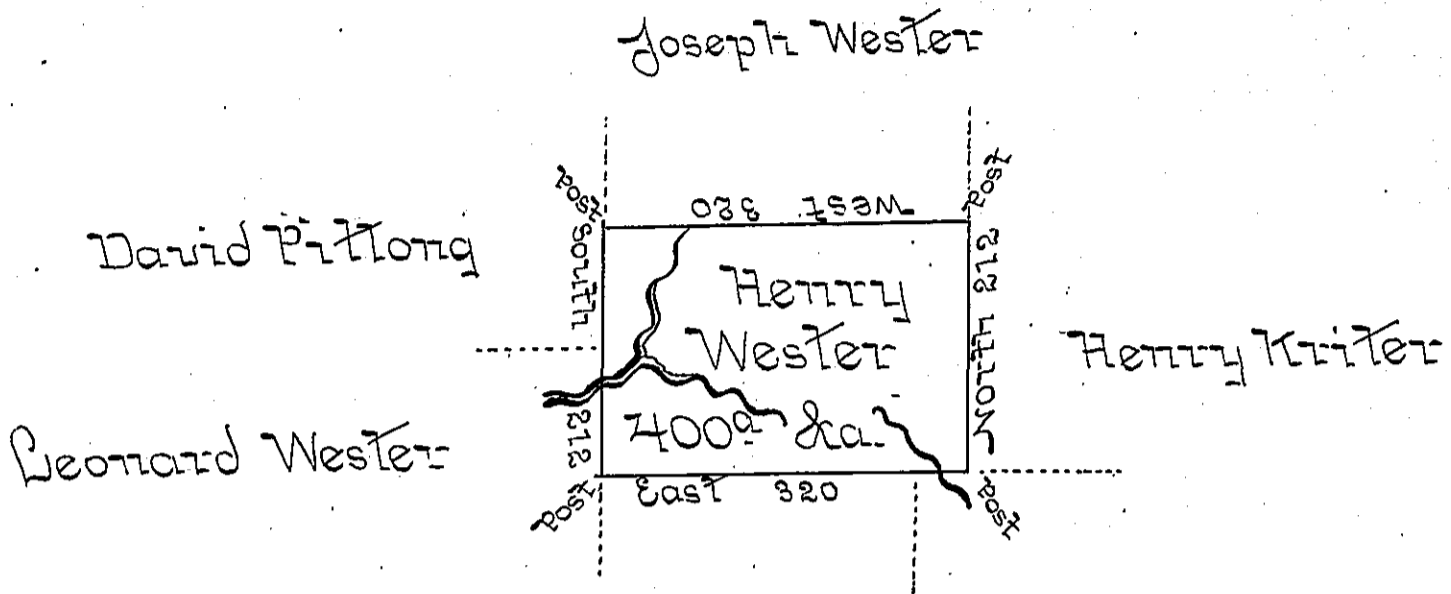 Joseph Wester
Post
Post
West 320
David Pitlong
South 212
Henry
Wester
400a &a.
North 212
Henry Kriter
Leonard Wester
East 320
Post
Post